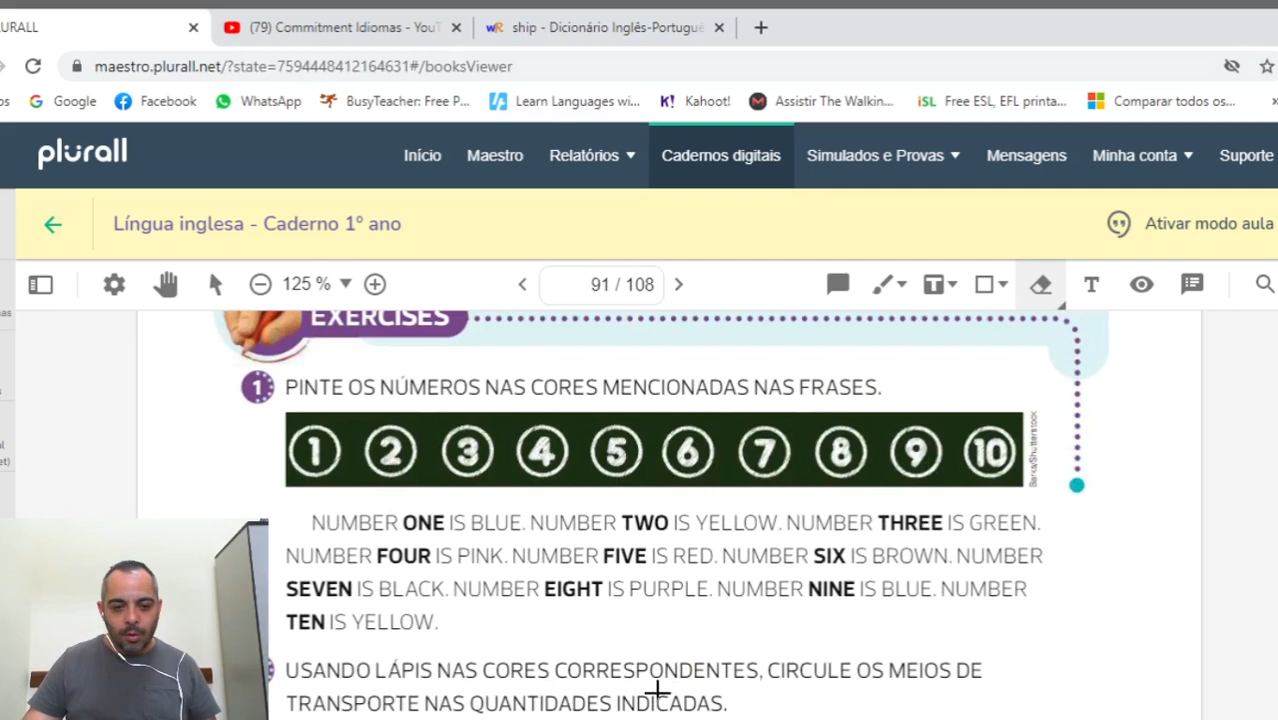 URALL
(79) Commitment Idiomas - YouT
wR ship - Dicionário Inglês-Portuguê
maestro.plurall.net/?state=7594448412164631#/booksViewer
os
Google
Facebook
WhatsApp
BusyTeacher: Free P...
Learn Languages wi...
K! Kahoot!
Assistir The Walkin...
iSL Free ESL, EFL printa...
Comparar todos os...
plurall
Início
Maestro
Relatórios
Cadernos digitais
Simulados e Provas
Mensagens
Minha conta
Suporte
Língua inglesa - Caderno 1º ano
Ativar modo aula
125 %
91 / 108
EXERCISES
1 PINTE OS NÚMEROS NAS CORES MENCIONADAS NAS FRASES.
1 2 3 4 5 6 7 8 9 10
Barks/Shutterstock
NUMBER ONE IS BLUE. NUMBER TWO IS YELLOW. NUMBER THREE IS GREEN.
NUMBER FOUR IS PINK. NUMBER FIVE IS RED. NUMBER SIX IS BROWN. NUMBER
SEVEN IS BLACK. NUMBER EIGHT IS PURPLE. NUMBER NINE IS BLUE. NUMBER
TEN IS YELLOW.
USANDO LÁPIS NAS CORES CORRESPONDENTES, CIRCULE OS MEIOS DE
TRANSPORTE NAS QUANTIDADES INDICADAS.